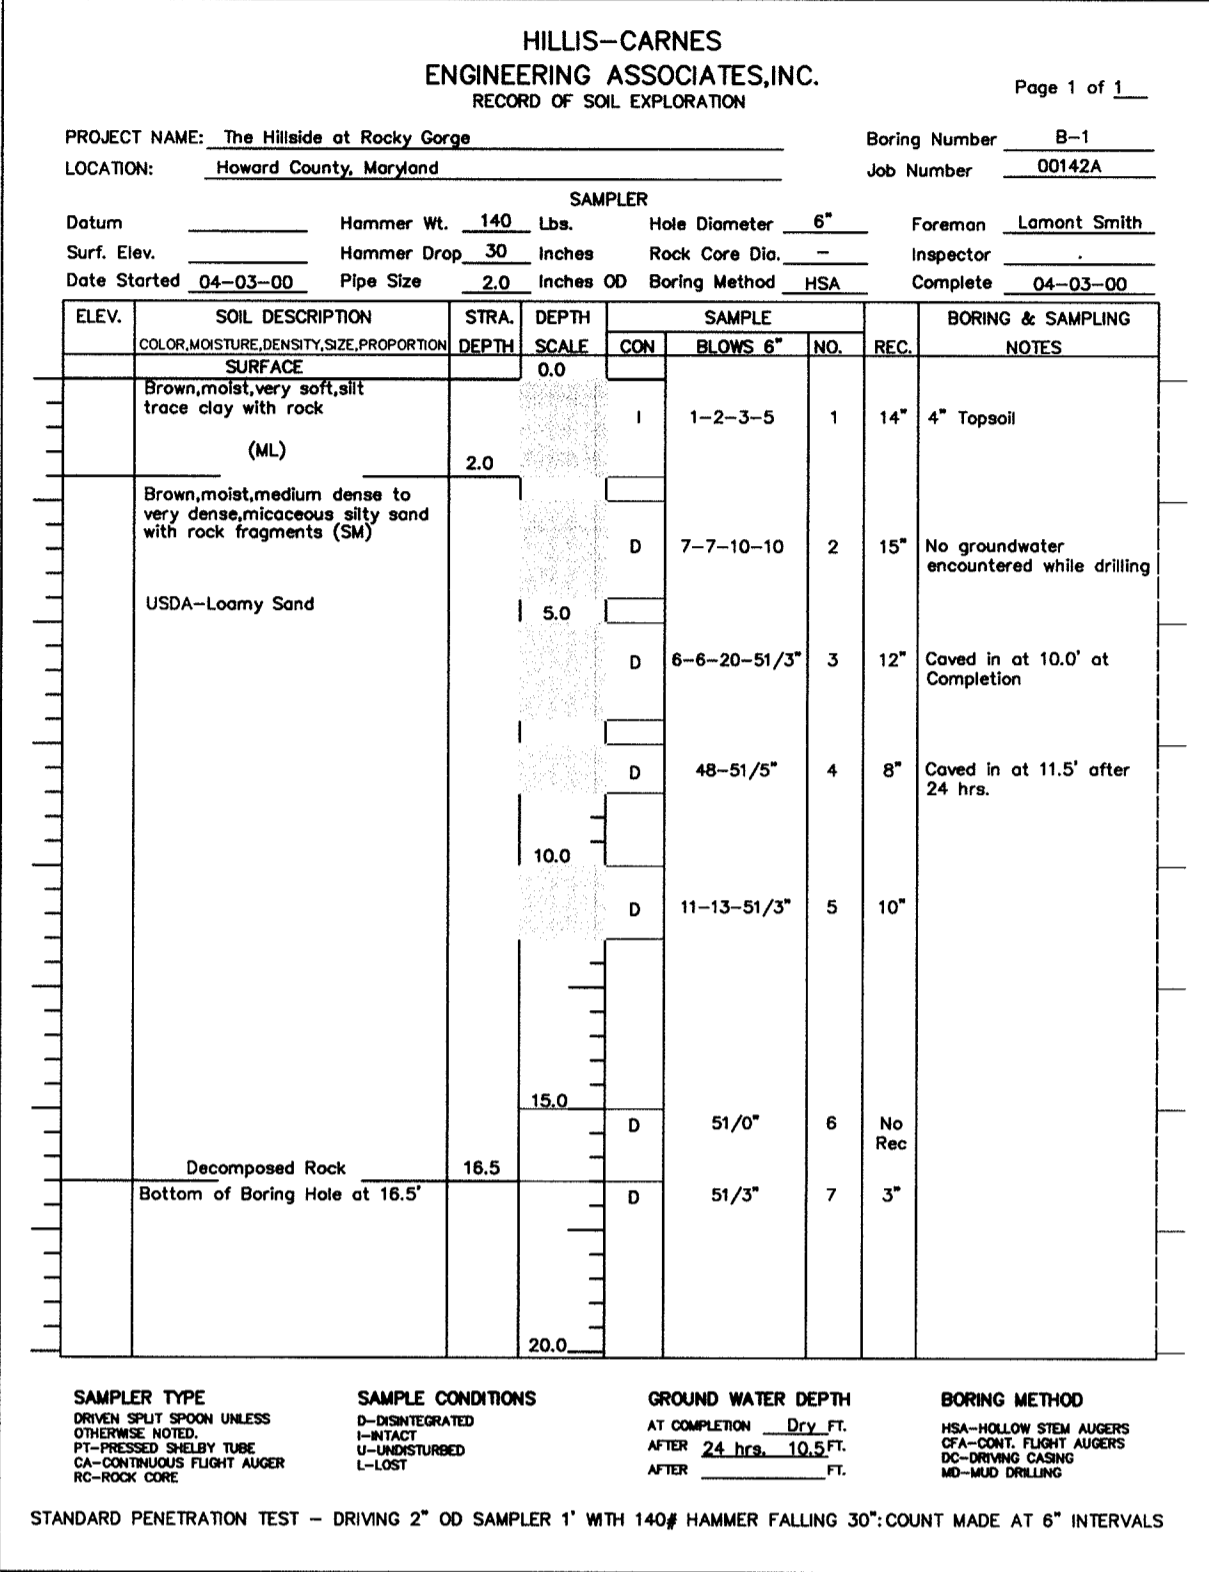 HILLIS-CARNES
ENGINEERING ASSOCIATES,INC.
RECORD OF SOIL EXPLORATION
Page 1 of 1
PROJECT NAME: The Hillside at Rocky Gorge Boring Number B-1
LOCATION: Howard County, Maryland Job Number 00142A
SAMPLER
Datum Hammer Wt. 140 Lbs. Hole Diameter 6" Foreman Lamont Smith
Surf. Elev. Hammer Drop 30 Inches Rock Core Dia. - Inspector
Date Started 04-03-00 Pipe Size 2.0 Inches OD Boring Method HSA Complete 04-03-00
ELEV. SOIL DESCRIPTION STRA. DEPTH SAMPLE BORING & SAMPLING
COLOR,MOISTURE,DENSITY,SIZE,PROPORTION DEPTH SCALE CON BLOWS 6" NO. REC. NOTES
SURFACE 0.0
Brown,moist,very soft,silt
trace clay with rock I 1-2-3-5 1 14" 4" Topsoil
(ML) 2.0
Brown,moist,medium dense to
very dense,micaceous silty sand
with rock fragments (SM)
D 7-7-10-10 2 15" No groundwater
encountered while drilling
USDA-Loamy Sand 5.0
D 6-6-20-51/3" 3 12" Caved in at 10.0' at
Completion
D 48-51/5" 4 8" Caved in at 11.5' after
24 hrs.
10.0
D 11-13-51/3" 5 10"
15.0
D 51/0" 6 No
Rec
Decomposed Rock 16.5
Bottom of Boring Hole at 16.5' D 51/3" 7 3"
20.0
SAMPLER TYPE
DRIVEN SPLIT SPOON UNLESS
OTHERWISE NOTED.
PT-PRESSED SHELBY TUBE
CA-CONTINUOUS FLIGHT AUGER
RC-ROCK CORE
SAMPLE CONDITIONS
D-DISINTEGRATED
I-INTACT
U-UNDISTURBED
L-LOST
GROUND WATER DEPTH
AT COMPLETION Dry FT.
AFTER 24 hrs. 10.5 FT.
AFTER FT.
BORING METHOD
HSA-HOLLOW STEM AUGERS
CFA-CONT. FLIGHT AUGERS
DC-DRIVING CASING
MD-MUD DRILLING
STANDARD PENETRATION TEST - DRIVING 2" OD SAMPLER 1' WITH 140# HAMMER FALLING 30":COUNT MADE AT 6" INTERVALS